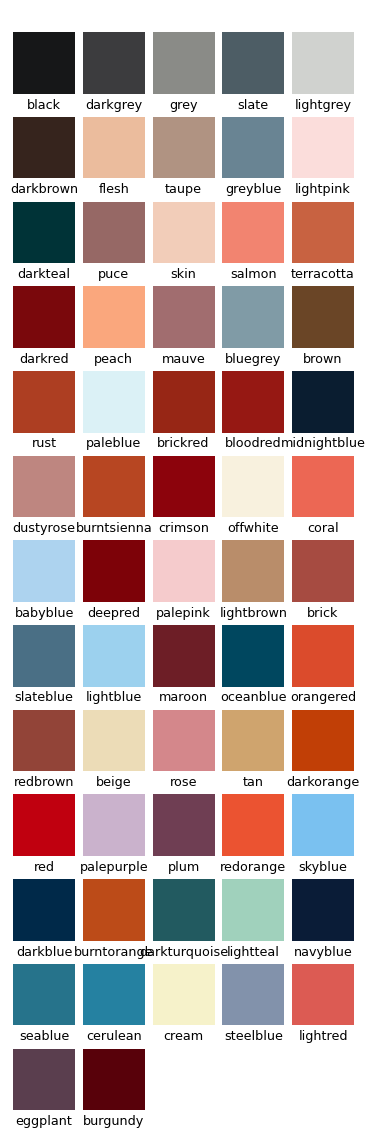 black darkgrey grey slate lightgrey
darkbrown flesh taupe greyblue lightpink
darkteal puce skin salmon terracotta
darkred peach mauve bluegrey brown
rust paleblue brickred bloodred midnightblue
dustyrose burntsienna crimson offwhite coral
babyblue deepred palepink lightbrown brick
slateblue lightblue maroon oceanblue orangered
redbrown beige rose tan darkorange
red palepurple plum redorange skyblue
darkblue burntorange darkturquoise lightteal navyblue
seablue cerulean cream steelblue lightred
eggplant burgundy